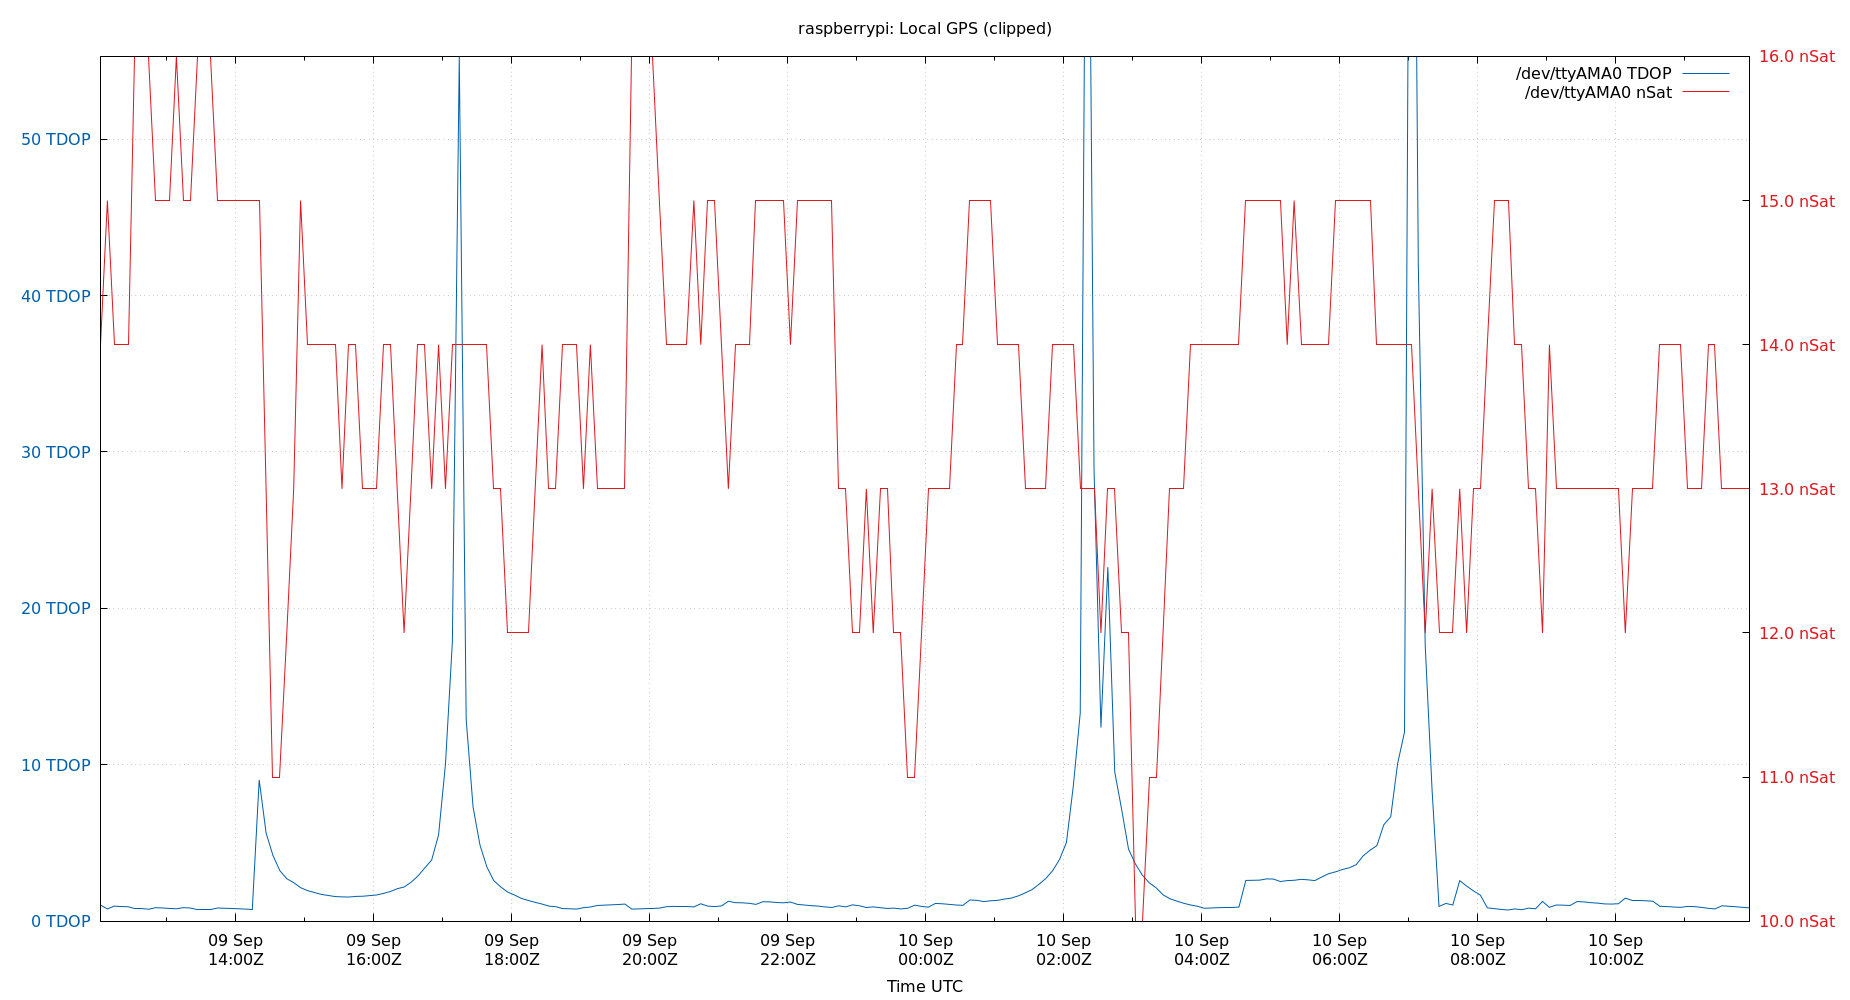 raspberrypi: Local GPS (clipped)
/dev/ttyAMA0 TDOP
/dev/ttyAMA0 nSat
50 TDOP
40 TDOP
30 TDOP
20 TDOP
10 TDOP
0 TDOP
16.0 nSat
15.0 nSat
14.0 nSat
13.0 nSat
12.0 nSat
11.0 nSat
10.0 nSat
09 Sep
14:00Z
09 Sep
16:00Z
09 Sep
18:00Z
09 Sep
20:00Z
09 Sep
22:00Z
10 Sep
00:00Z
10 Sep
02:00Z
10 Sep
04:00Z
10 Sep
06:00Z
10 Sep
08:00Z
10 Sep
10:00Z
Time UTC